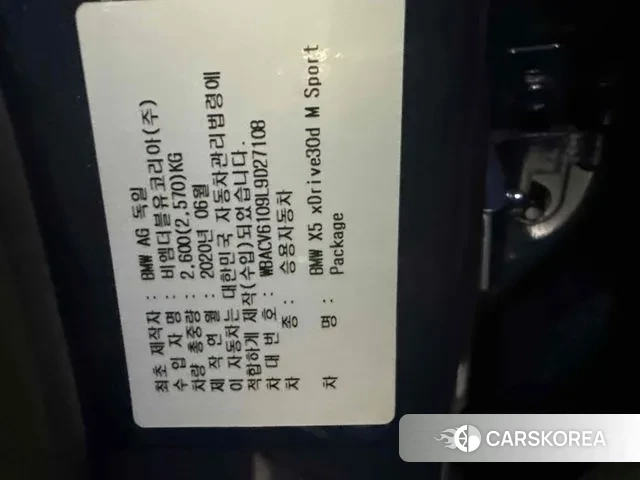 최초 제작자 : BMW AG 독일
수 입 자 명 : 비엠더블유코리아(주)
차량 총중량 : 2,600(2,570)KG
제 작 연 월 : 2020년 06월
이 자동차는 대한민국 자동차관리법령에
적합하게 제작(수입)되었습니다.
차 대 번 호 : WBACV6109L9D27108
차 종 : 승용자동차
차 명 : BMW X5 xDrive30d M Sport
Package
CARSKOREA